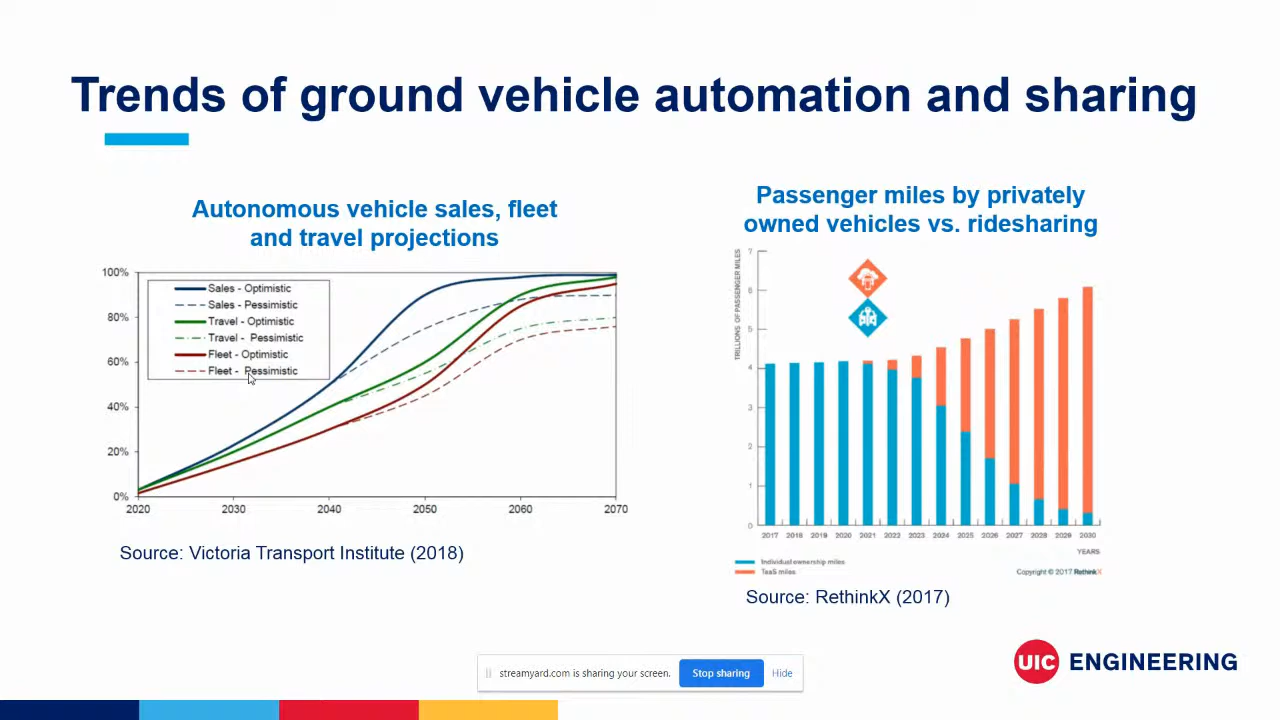 Trends of ground vehicle automation and sharing
Autonomous vehicle sales, fleet
and travel projections
100%
80%
60%
40%
20%
0%
Sales - Optimistic
Sales - Pessimistic
Travel - Optimistic
Travel - Pessimistic
Fleet - Optimistic
Fleet - Pessimistic
2020 2030 2040 2050 2060 2070
Source: Victoria Transport Institute (2018)
Passenger miles by privately
owned vehicles vs. ridesharing
TRILLIONS OF PASSENGER MILES
7
6
5
4
3
2
1
0
2017 2018 2019 2020 2021 2022 2023 2024 2025 2026 2027 2028 2029 2030
YEARS
Individual ownership miles
TaaS miles
Copyright © 2017 RethinkX
Source: RethinkX (2017)
streamyard.com is sharing your screen. Stop sharing Hide
UIC ENGINEERING